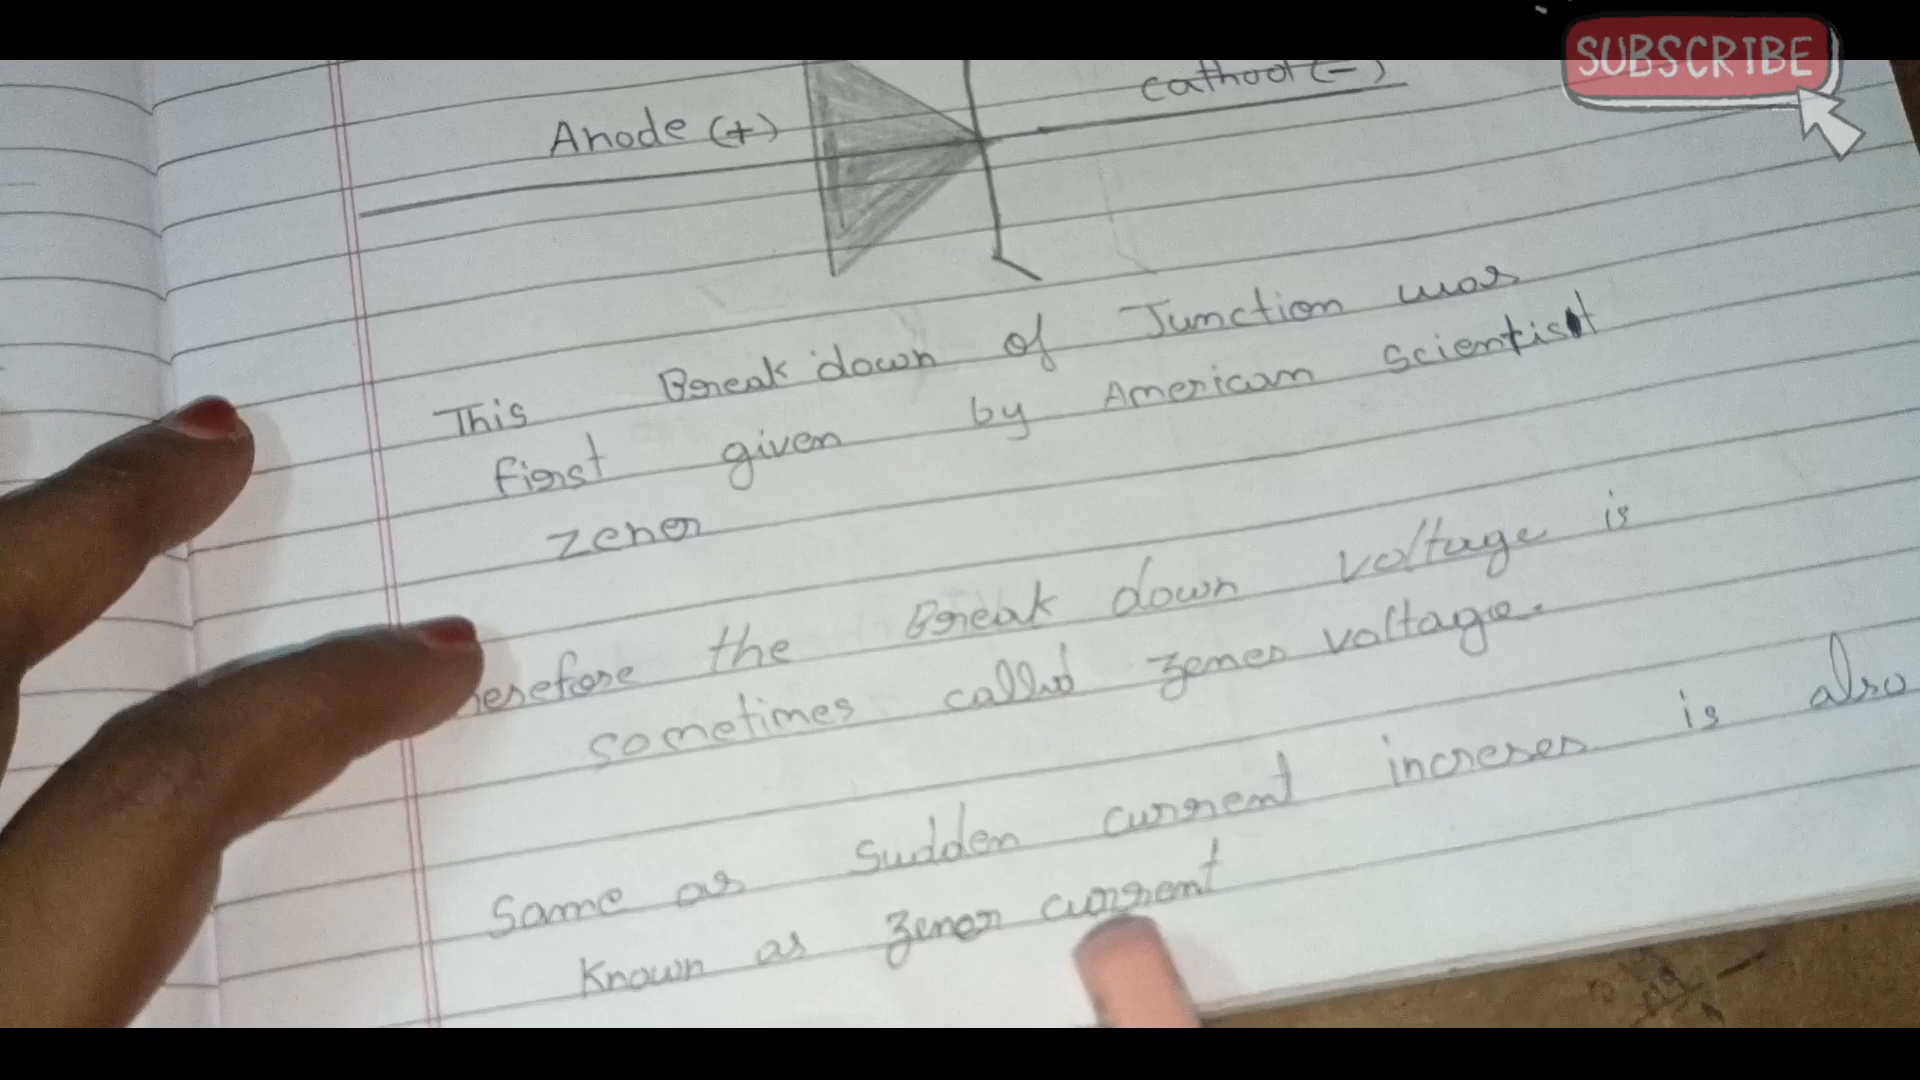 SUBSCRIBE
Anode (+)
cathod (-)
This Break down of Junction was
first given by American scientist
zener
herefore the Break down voltage is
sometimes called zener voltage.
Same as sudden current increses is also
Known as zener current